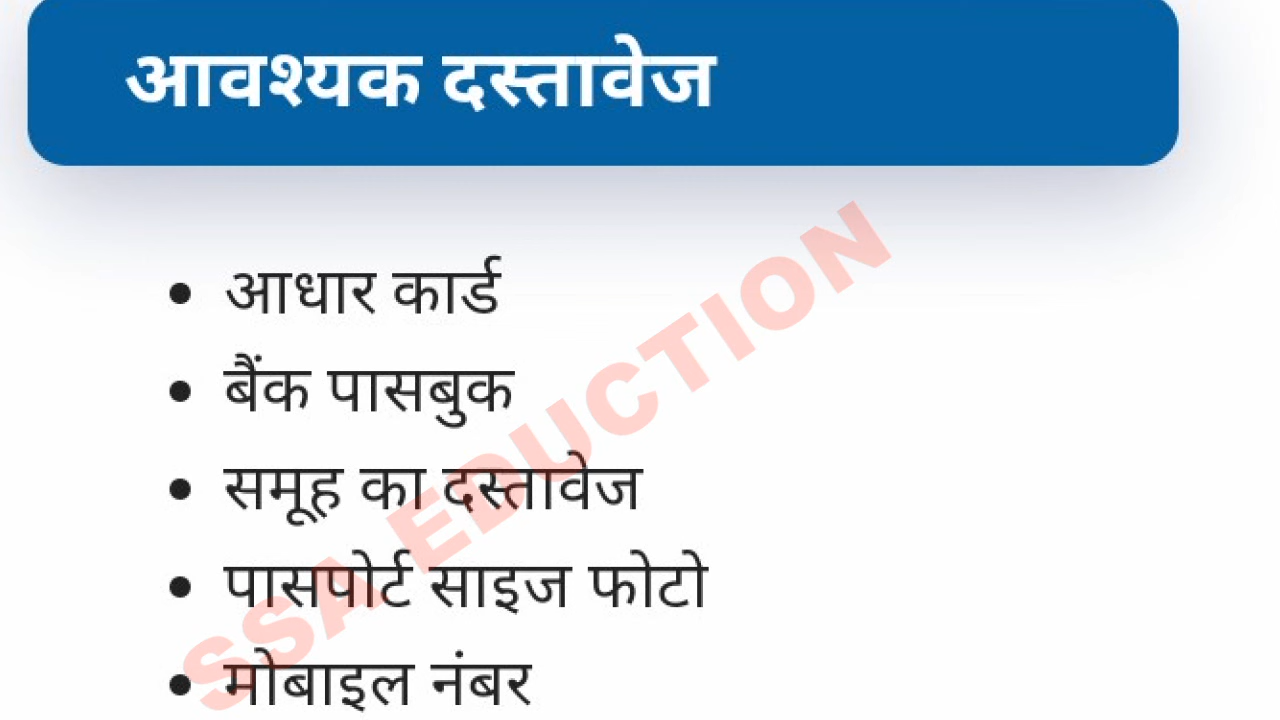 आवश्यक दस्तावेज
आधार कार्ड
बैंक पासबुक
समूह का दस्तावेज
पासपोर्ट साइज फोटो
मोबाइल नंबर
SSA EDUCTION